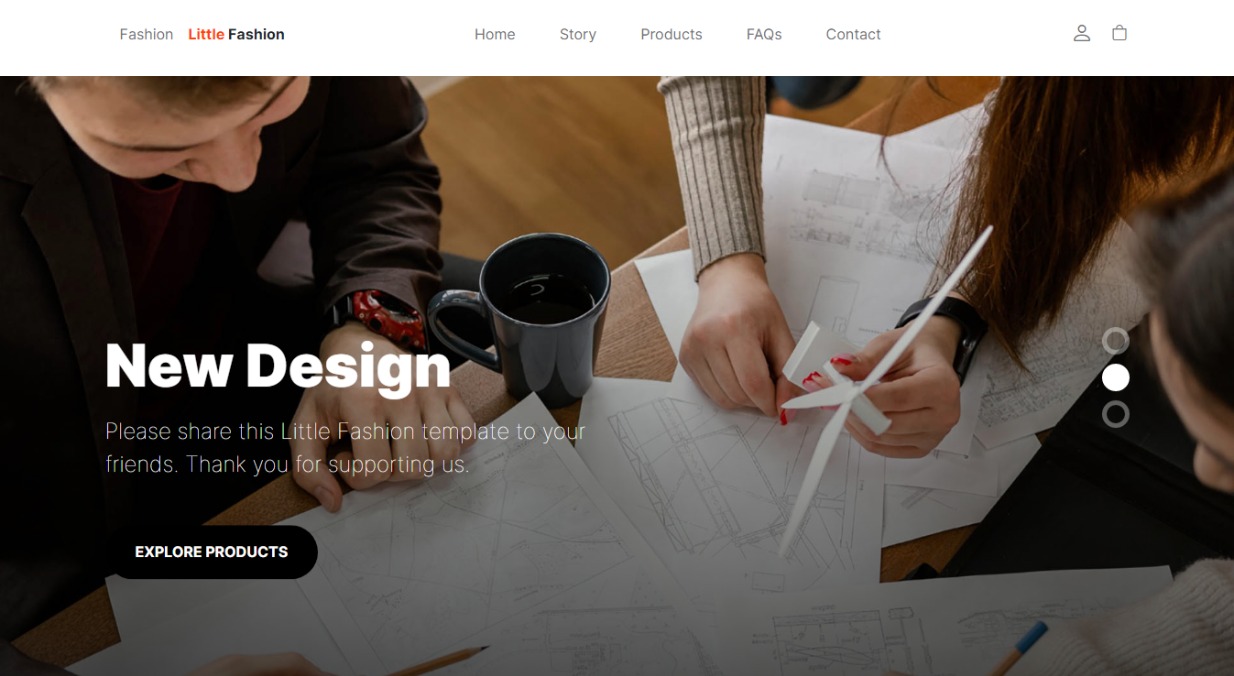 Fashion Little Fashion Home Story Products FAQs Contact
New Design
Please share this Little Fashion template to your
friends. Thank you for supporting us.
EXPLORE PRODUCTS